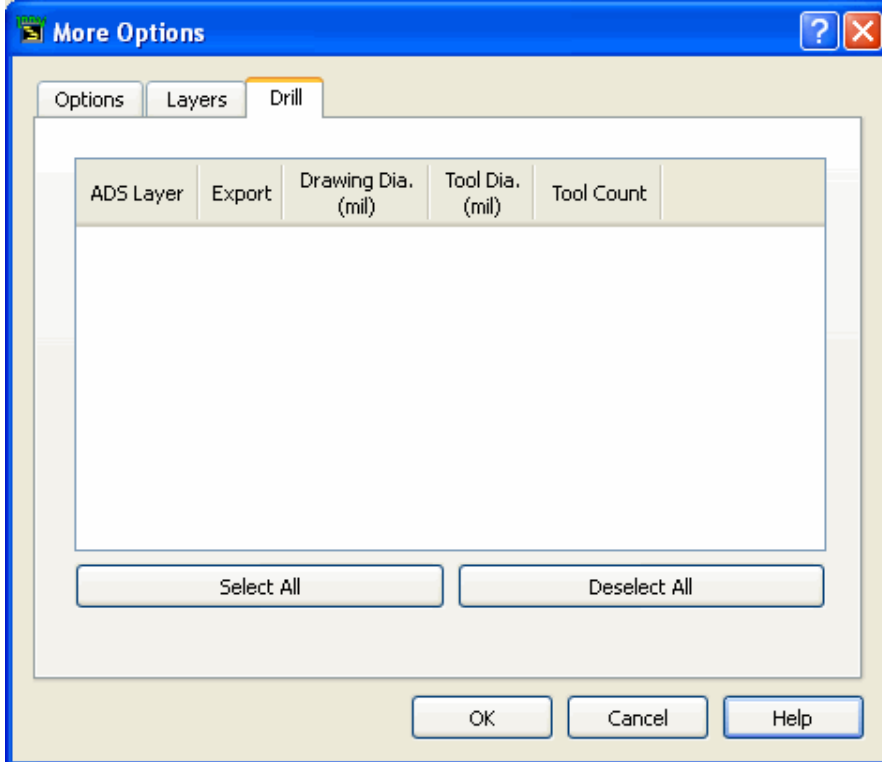 More Options
Options Layers Drill
ADS Layer Export Drawing Dia. (mil) Tool Dia. (mil) Tool Count
Select All Deselect All
OK Cancel Help